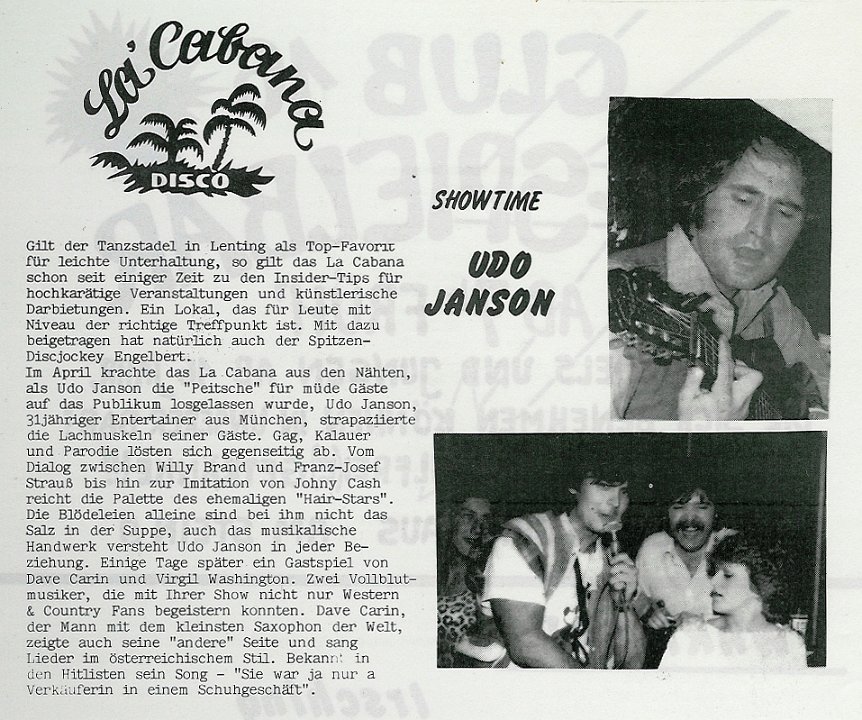 La Cabana
DISCO
Gilt der Tanzstadel in Lenting als Top-Favorit
für leichte Unterhaltung, so gilt das La Cabana
schon seit einiger Zeit zu den Insider-Tips für
hochkarätige Veranstaltungen und künstlerische
Darbietungen. Ein Lokal, das für Leute mit
Niveau der richtige Treffpunkt ist. Mit dazu
beigetragen hat natürlich auch der Spitzen-
Discjockey Engelbert.
Im April krachte das La Cabana aus den Nähten,
als Udo Janson die "Peitsche" für müde Gäste
auf das Publikum losgelassen wurde, Udo Janson,
31jähriger Entertainer aus München, strapaziierte
die Lachmuskeln seiner Gäste. Gag, Kalauer
und Parodie lösten sich gegenseitig ab. Vom
Dialog zwischen Willy Brand und Franz-Josef
Strauß bis hin zur Imitation von Johny Cash
reicht die Palette des ehemaligen "Hair-Stars".
Die Blödeleien alleine sind bei ihm nicht das
Salz in der Suppe, auch das musikalische
Handwerk versteht Udo Janson in jeder Be-
ziehung. Einige Tage später ein Gastspiel von
Dave Carin und Virgil Washington. Zwei Vollblut-
musiker, die mit Ihrer Show nicht nur Western
& Country Fans begeistern konnten. Dave Carin,
der Mann mit dem kleinsten Saxophon der Welt,
zeigte auch seine "andere" Seite und sang
Lieder im österreichischem Stil. Bekannt in
den Hitlisten sein Song - "Sie war ja nur a
Verkäuferin in einem Schuhgeschäft".
SHOWTIME
UDO
JANSON